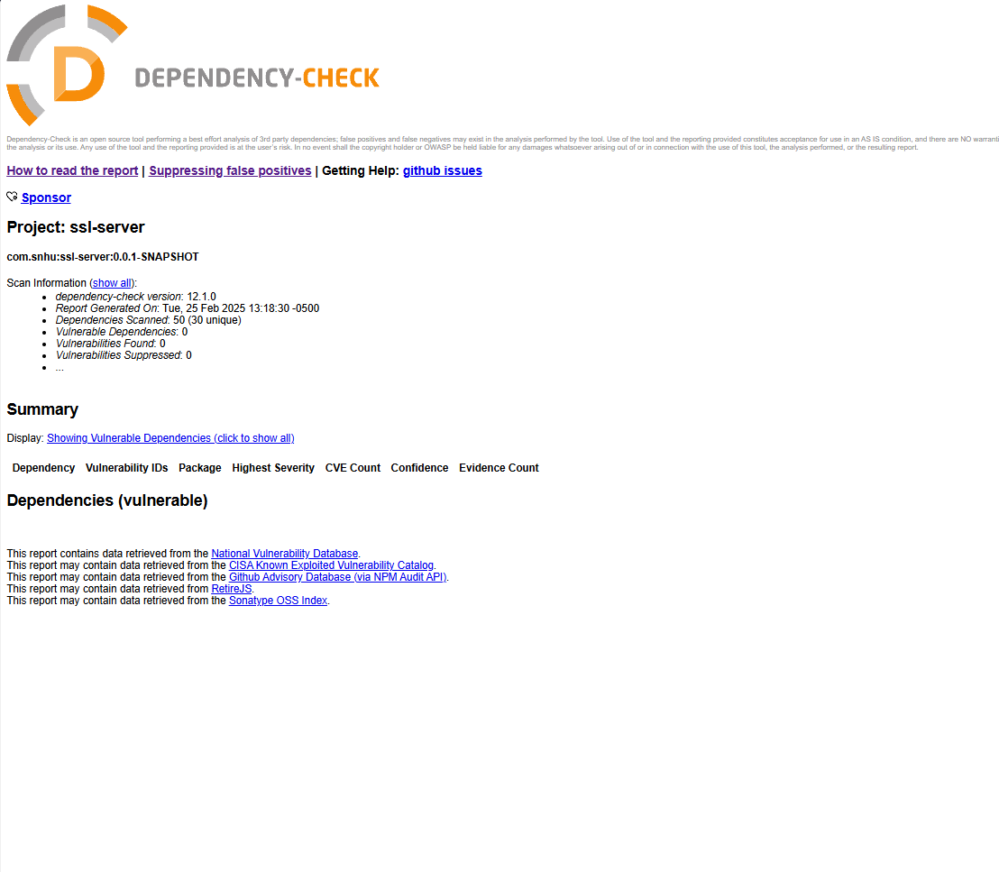 DEPENDENCY-CHECK
Dependency-Check is an open source tool performing a best effort analysis of 3rd party dependencies; false positives and false negatives may exist in the analysis performed by the tool. Use of the tool and the reporting provided constitutes acceptance for use in an AS IS condition, and there are NO warranti
the analysis or its use. Any use of the tool and the reporting provided is at the user's risk. In no event shall the copyright holder or OWASP be held liable for any damages whatsoever arising out of or in connection with the use of this tool, the analysis performed, or the resulting report.
How to read the report | Suppressing false positives | Getting Help: github issues
Sponsor
Project: ssl-server
com.snhu:ssl-server:0.0.1-SNAPSHOT
Scan Information (show all):
• dependency-check version: 12.1.0
• Report Generated On: Tue, 25 Feb 2025 13:18:30 -0500
• Dependencies Scanned: 50 (30 unique)
• Vulnerable Dependencies: 0
• Vulnerabilities Found: 0
• Vulnerabilities Suppressed: 0
• ...
Summary
Display: Showing Vulnerable Dependencies (click to show all)
Dependency Vulnerability IDs Package Highest Severity CVE Count Confidence Evidence Count
Dependencies (vulnerable)
This report contains data retrieved from the National Vulnerability Database.
This report may contain data retrieved from the CISA Known Exploited Vulnerability Catalog.
This report may contain data retrieved from the Github Advisory Database (via NPM Audit API).
This report may contain data retrieved from RetireJS.
This report may contain data retrieved from the Sonatype OSS Index.